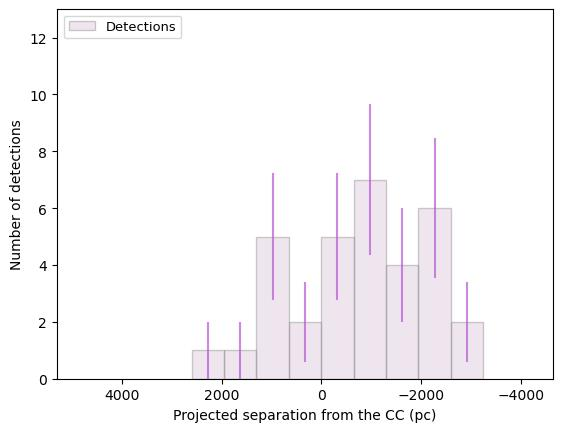 Detections
12
10
8
6
4
2
0
Number of detections
4000 2000 0 −2000 −4000
Projected separation from the CC (pc)